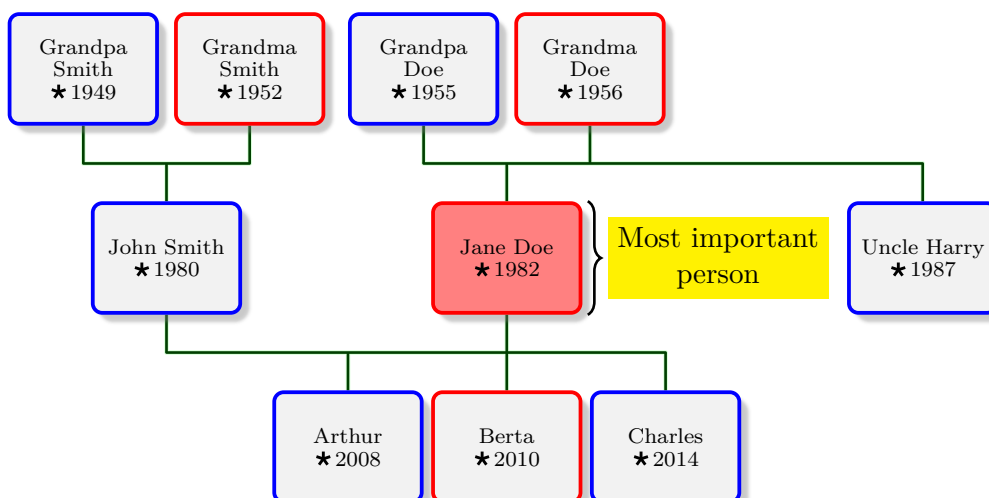 Grandpa
Smith
★1949
Grandma
Smith
★1952
Grandpa
Doe
★1955
Grandma
Doe
★1956
John Smith
★1980
Jane Doe
★1982
Most important
person
Uncle Harry
★1987
Arthur
★2008
Berta
★2010
Charles
★2014